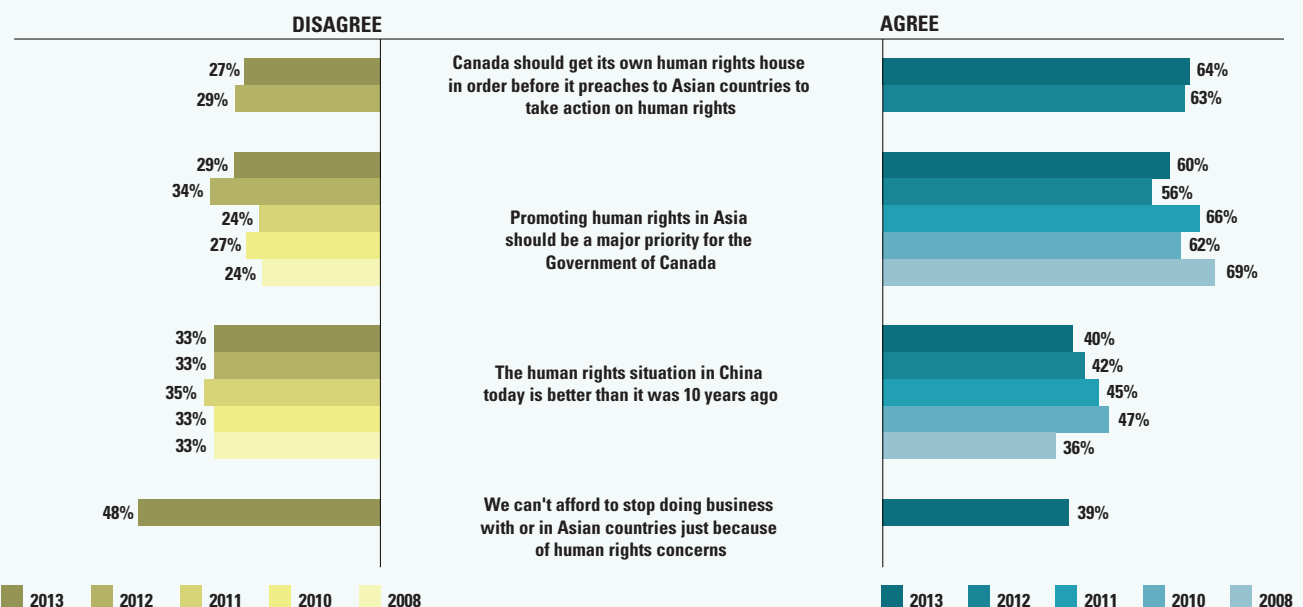 DISAGREE
AGREE
27%
29%
Canada should get its own human rights house
in order before it preaches to Asian countries to
take action on human rights
64%
63%
29%
34%
24%
27%
24%
Promoting human rights in Asia
should be a major priority for the
Government of Canada
60%
56%
66%
62%
69%
33%
33%
35%
33%
33%
The human rights situation in China
today is better than it was 10 years ago
40%
42%
45%
47%
36%
48%
We can't afford to stop doing business
with or in Asian countries just because
of human rights concerns
39%
2013 2012 2011 2010 2008
2013 2012 2011 2010 2008